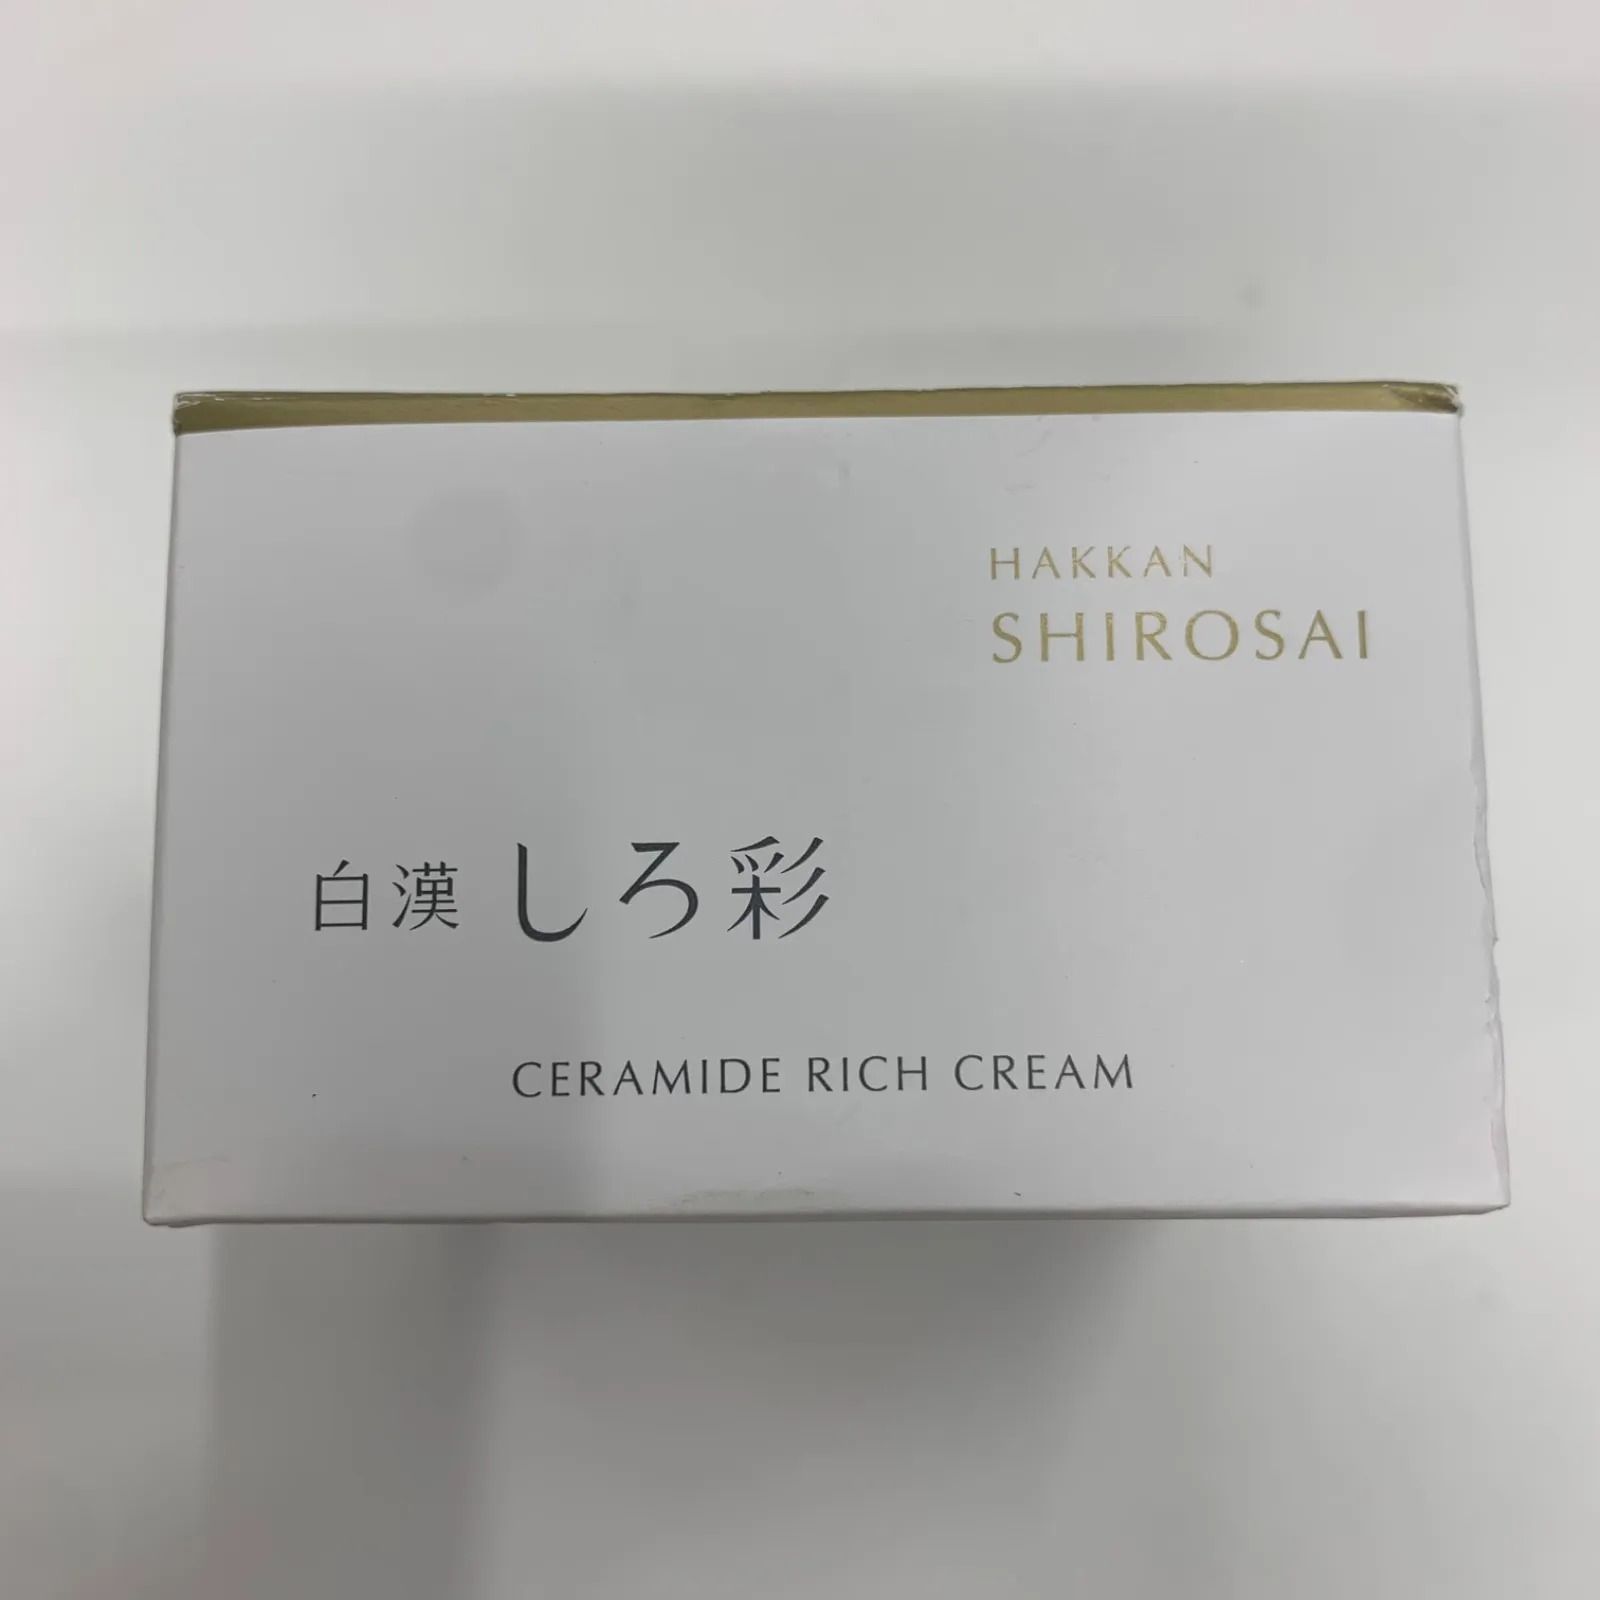 HAKKAN
SHIROSAI
白漢 しろ彩
CERAMIDE RICH CREAM